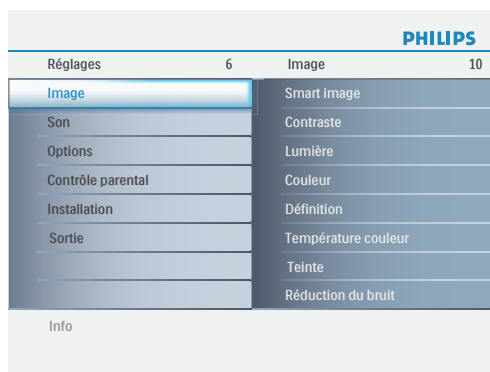 PHILIPS
Réglages 6 Image 10
Image Smart image
Son Contraste
Options Lumière
Contrôle parental Couleur
Installation Définition
Sortie Température couleur
Teinte
Réduction du bruit
Info